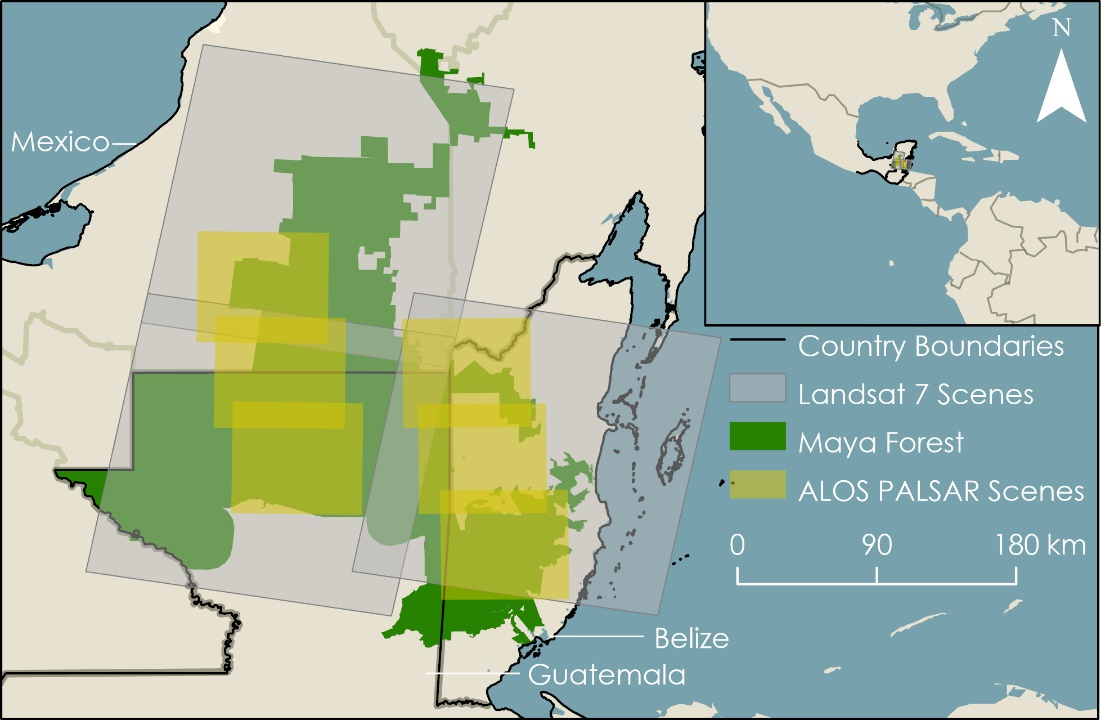 N
Mexico
Country Boundaries
Landsat 7 Scenes
Maya Forest
ALOS PALSAR Scenes
0 90 180 km
Belize
Guatemala